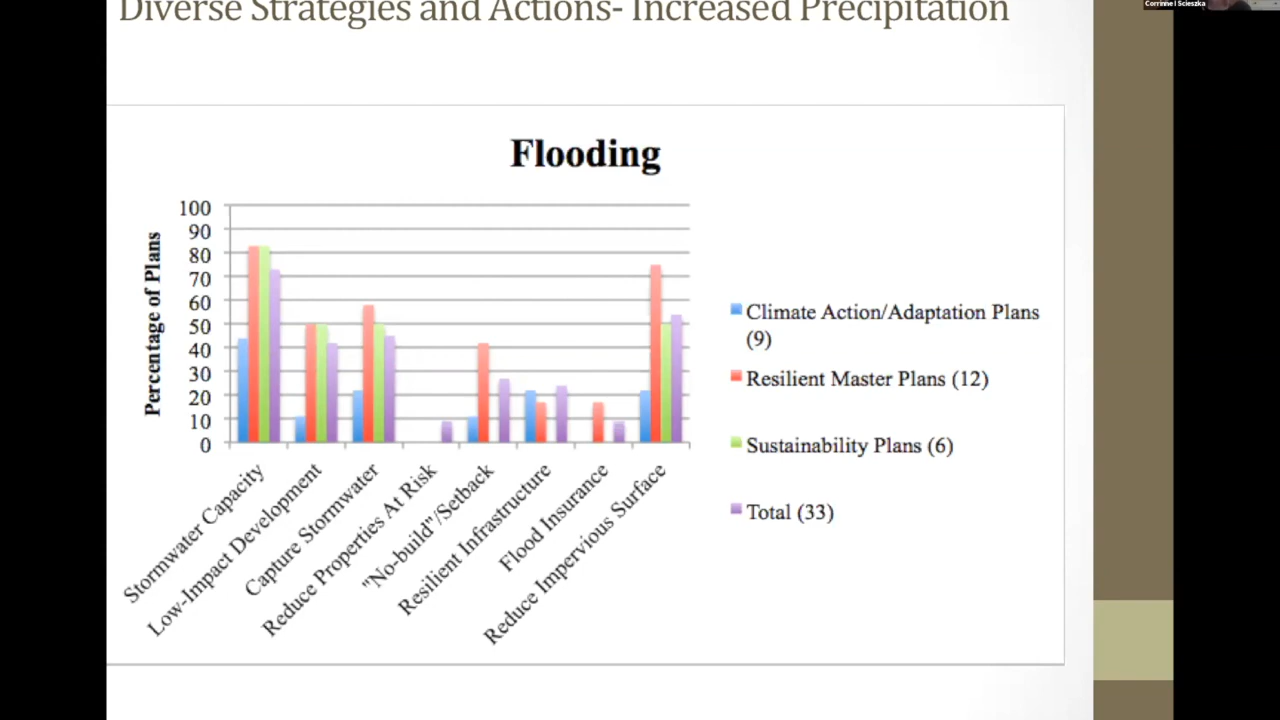 Diverse Strategies and Actions- Increased Precipitation
Corrinne I Scieszka
Flooding
Percentage of Plans
100
90
80
70
60
50
40
30
20
10
0
Stormwater Capacity
Low-Impact Development
Capture Stormwater
Reduce Properties At Risk
"No-build"/Setback
Resilient Infrastructure
Flood Insurance
Reduce Impervious Surface
Climate Action/Adaptation Plans
(9)
Resilient Master Plans (12)
Sustainability Plans (6)
Total (33)